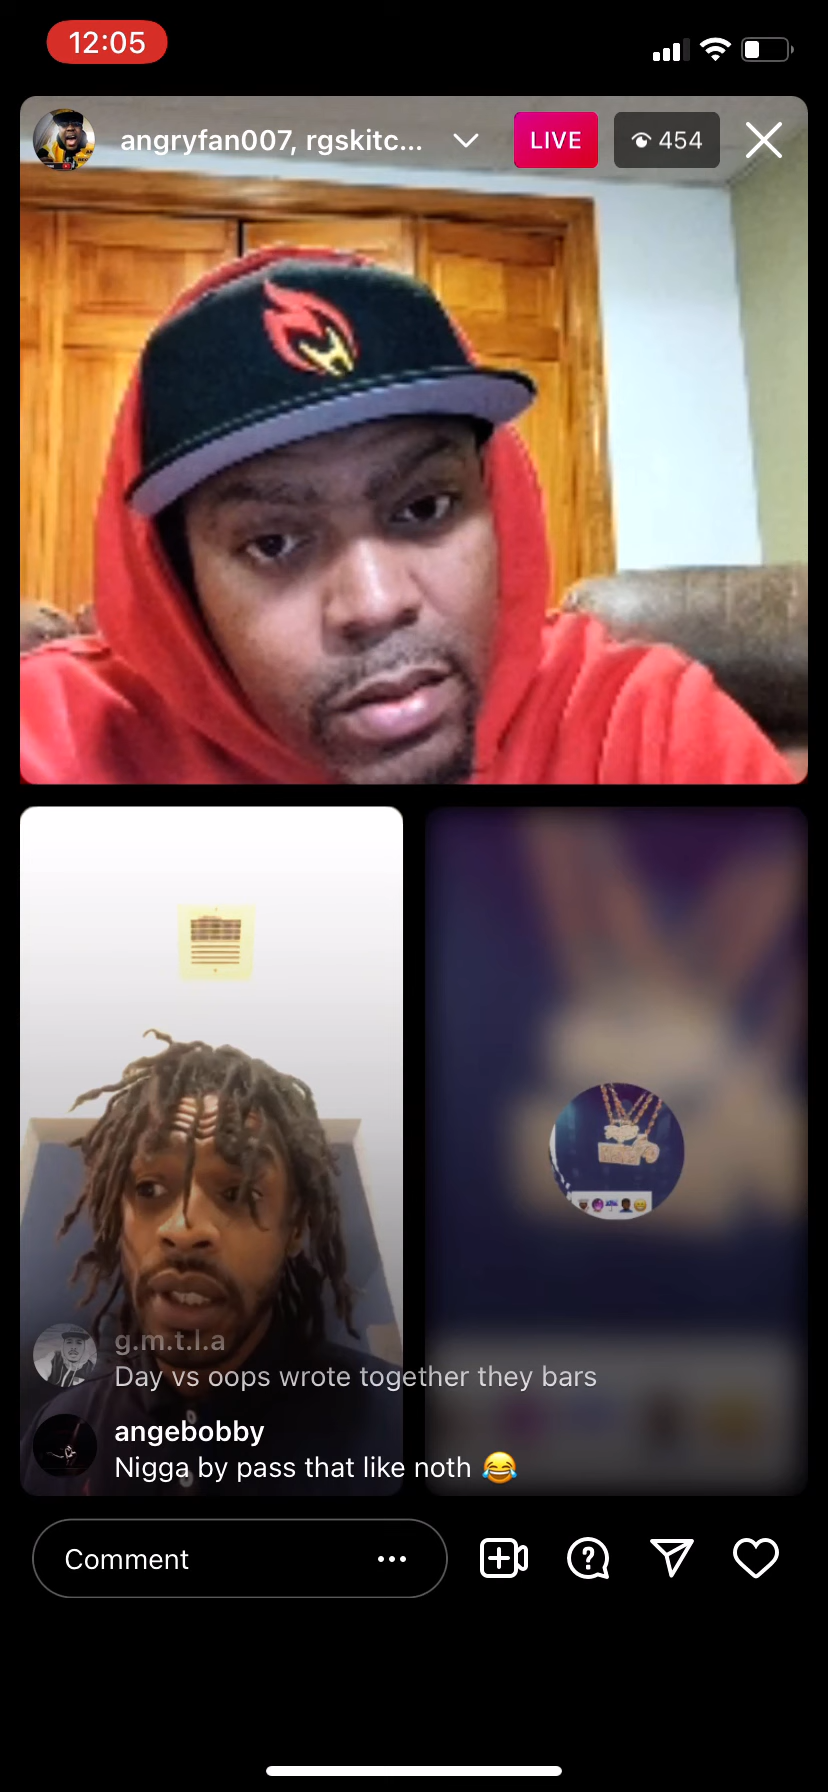 12:05
angryfan007, rgskitc...
LIVE
454
g.m.t.l.a
Day vs oops wrote together they bars
angebobby
Nigga by pass that like noth 😂
Comment